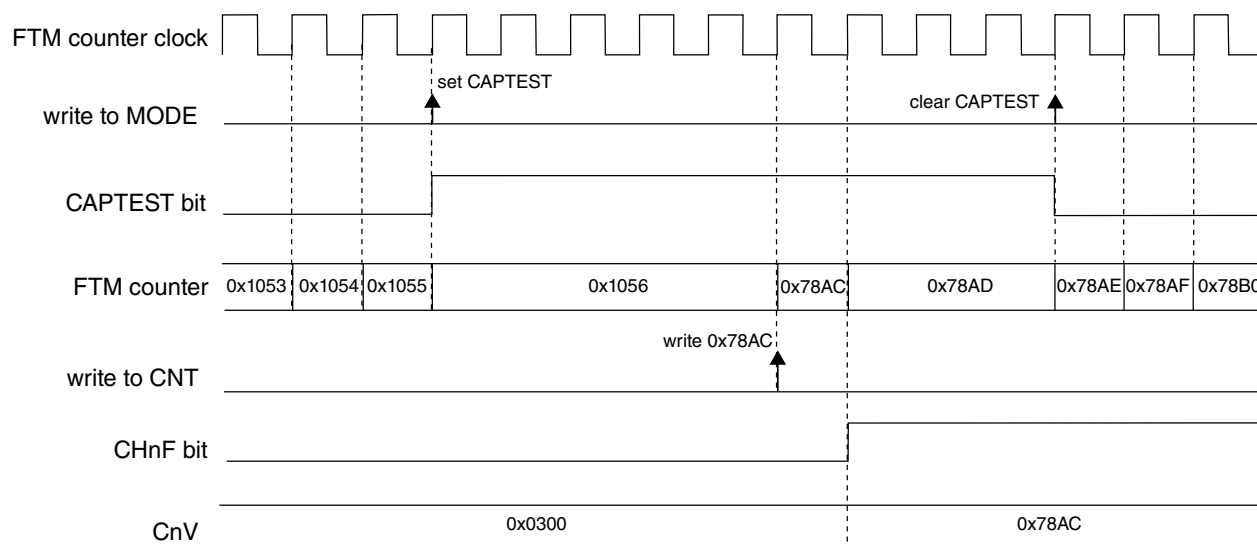 FTM counter clock
set CAPTEST
clear CAPTEST
write to MODE
CAPTEST bit
FTM counter 0x1053 0x1054 0x1055 0x1056 0x78AC 0x78AD 0x78AE 0x78AF 0x78B0
write 0x78AC
write to CNT
CHnF bit
CnV 0x0300 0x78AC